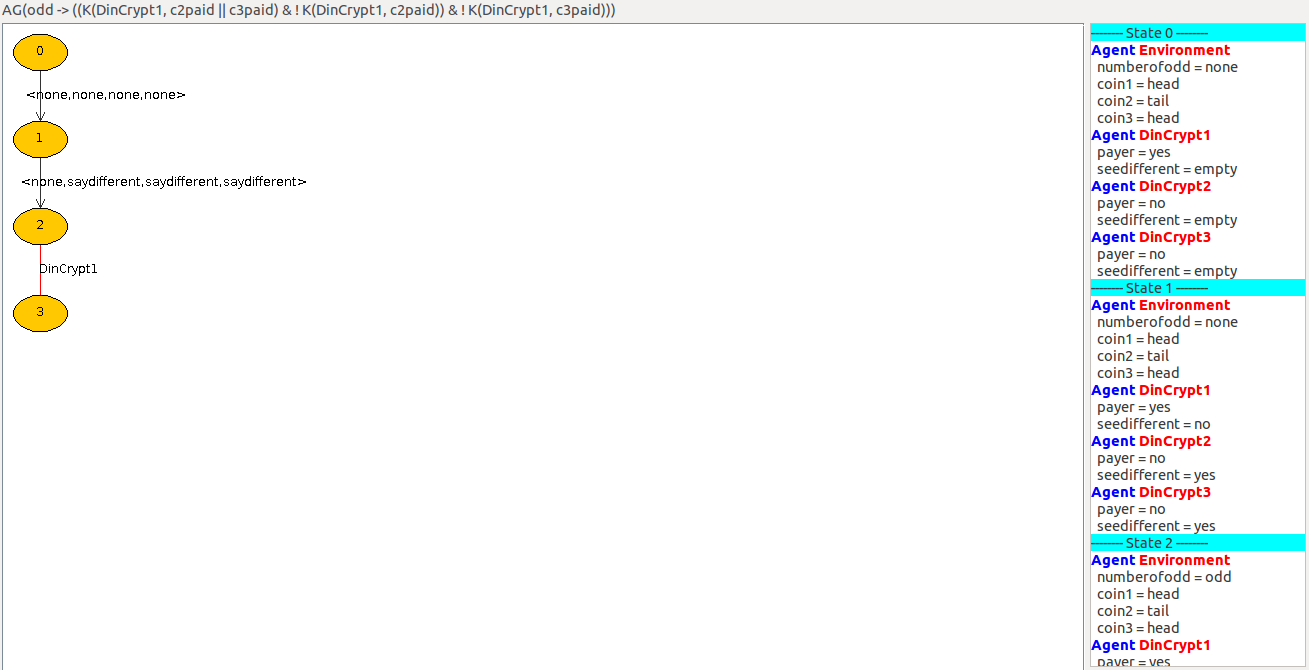 AG(odd -> ((K(DinCrypt1, c2paid || c3paid) & ! K(DinCrypt1, c2paid)) & ! K(DinCrypt1, c3paid)))
0
<none,none,none,none>
1
<none,saydifferent,saydifferent,saydifferent>
2
DinCrypt1
3
-------- State 0 --------
Agent Environment
numberofodd = none
coin1 = head
coin2 = tail
coin3 = head
Agent DinCrypt1
payer = yes
seedifferent = empty
Agent DinCrypt2
payer = no
seedifferent = empty
Agent DinCrypt3
payer = no
seedifferent = empty
-------- State 1 --------
Agent Environment
numberofodd = none
coin1 = head
coin2 = tail
coin3 = head
Agent DinCrypt1
payer = yes
seedifferent = no
Agent DinCrypt2
payer = no
seedifferent = yes
Agent DinCrypt3
payer = no
seedifferent = yes
-------- State 2 --------
Agent Environment
numberofodd = odd
coin1 = head
coin2 = tail
coin3 = head
Agent DinCrypt1
payer = yes